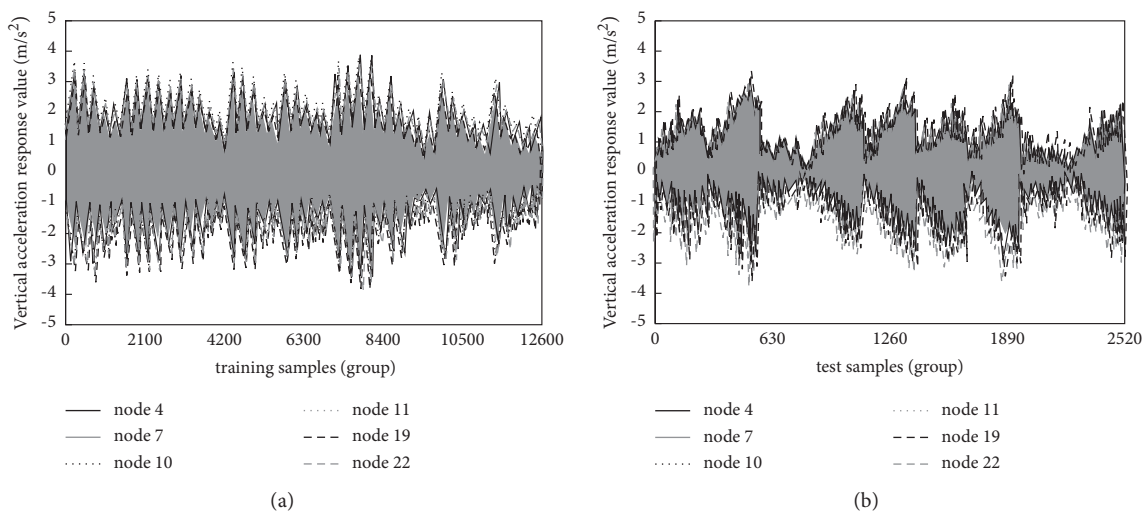 Vertical acceleration response value (m/s²)
5
4
3
2
1
0
-1
-2
-3
-4
-5
0 2100 4200 6300 8400 10500 12600
training samples (group)
node 4
node 7
node 10
node 11
node 19
node 22
(a)
Vertical acceleration response value (m/s²)
5
4
3
2
1
0
-1
-2
-3
-4
-5
0 630 1260 1890 2520
test samples (group)
node 4
node 7
node 10
node 11
node 19
node 22
(b)